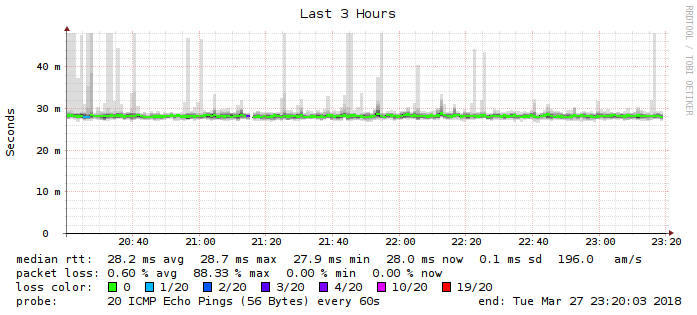 Last 3 Hours
RRDTOOL / TOBI OETIKER
Seconds
40 m
30 m
20 m
10 m
0
20:40 21:00 21:20 21:40 22:00 22:20 22:40 23:00 23:20
median rtt: 28.2 ms avg 28.7 ms max 27.9 ms min 28.0 ms now 0.1 ms sd 196.0 am/s
packet loss: 0.60 % avg 88.33 % max 0.00 % min 0.00 % now
loss color: 0 1/20 2/20 3/20 4/20 10/20 19/20
probe: 20 ICMP Echo Pings (56 Bytes) every 60s end: Tue Mar 27 23:20:03 2018